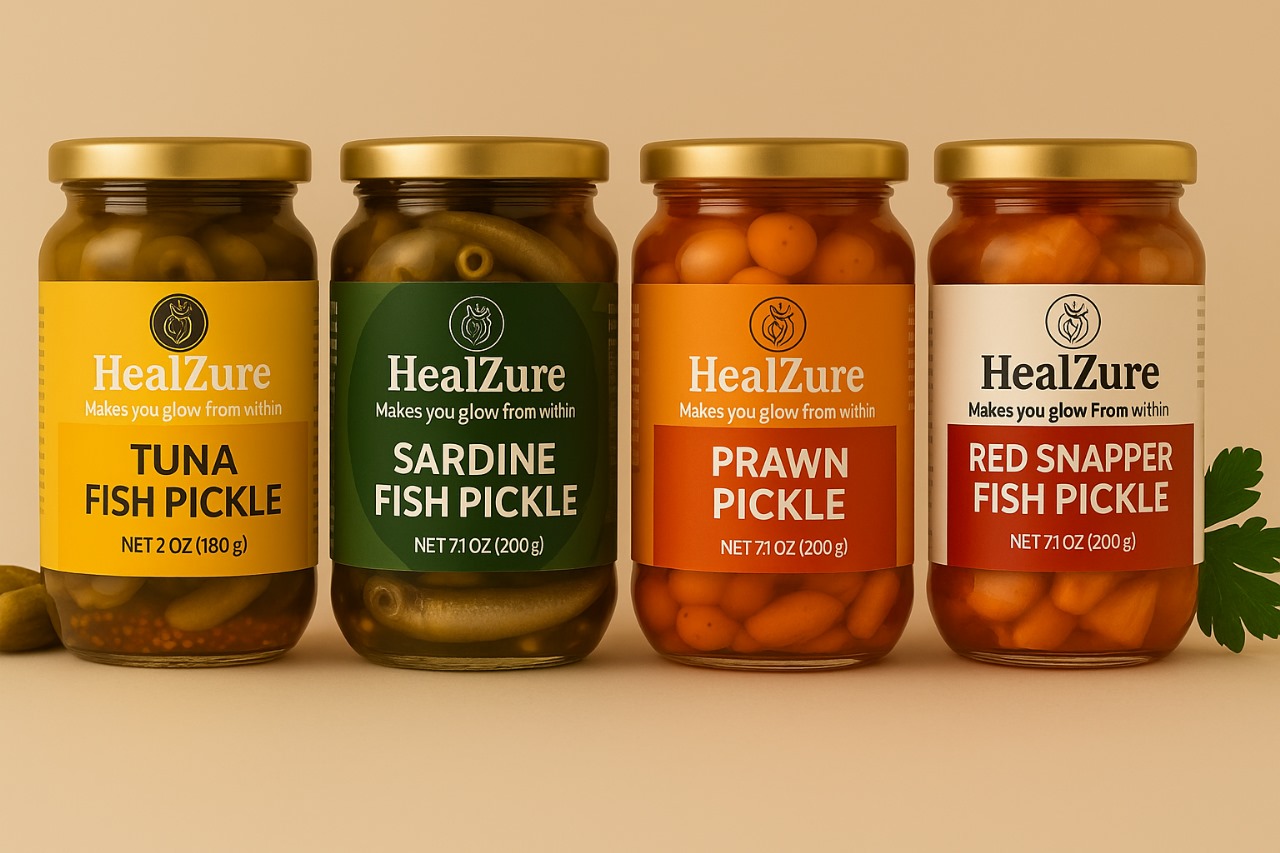 HealZure
Makes you glow from within
TUNA
FISH PICKLE
NET 2 OZ (180 g)
HealZure
Makes you glow from within
SARDINE
FISH PICKLE
NET 7.1 OZ (200 g)
HealZure
Makes you glow from within
PRAWN
PICKLE
NET 7.1 OZ (200 g)
HealZure
Makes you glow From within
RED SNAPPER
FISH PICKLE
NET 7.1 OZ (200 g)